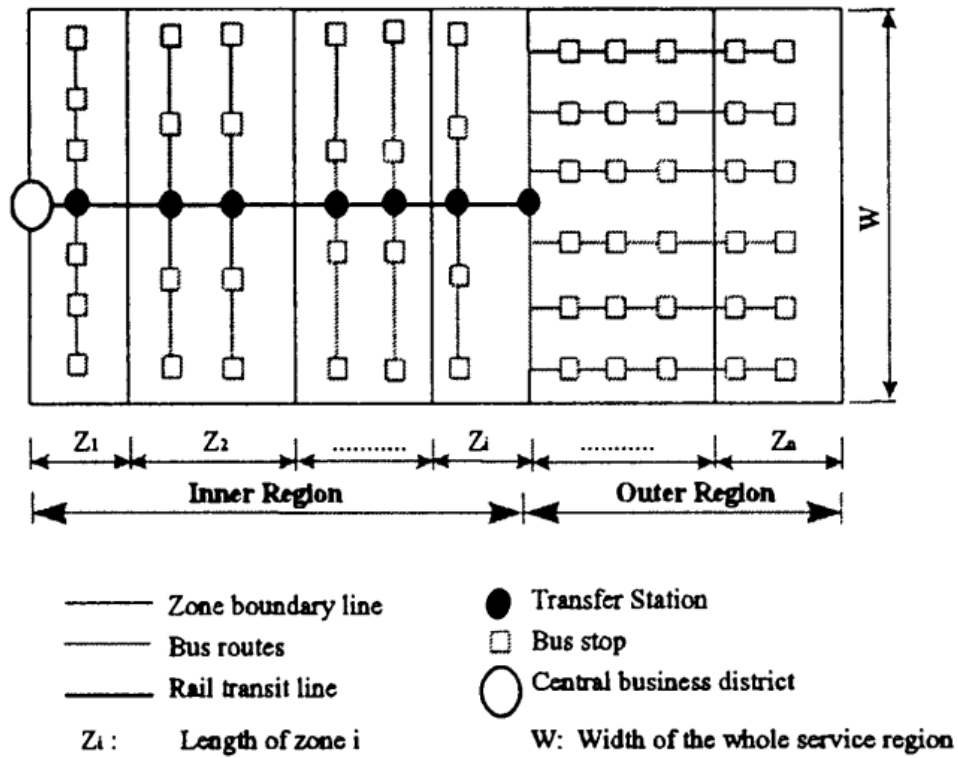 W
Z1 Z2 ............ Zi ............ Zn
Inner Region Outer Region
Zone boundary line
Transfer Station
Bus routes
Bus stop
Rail transit line
Central business district
Zi : Length of zone i
W: Width of the whole service region